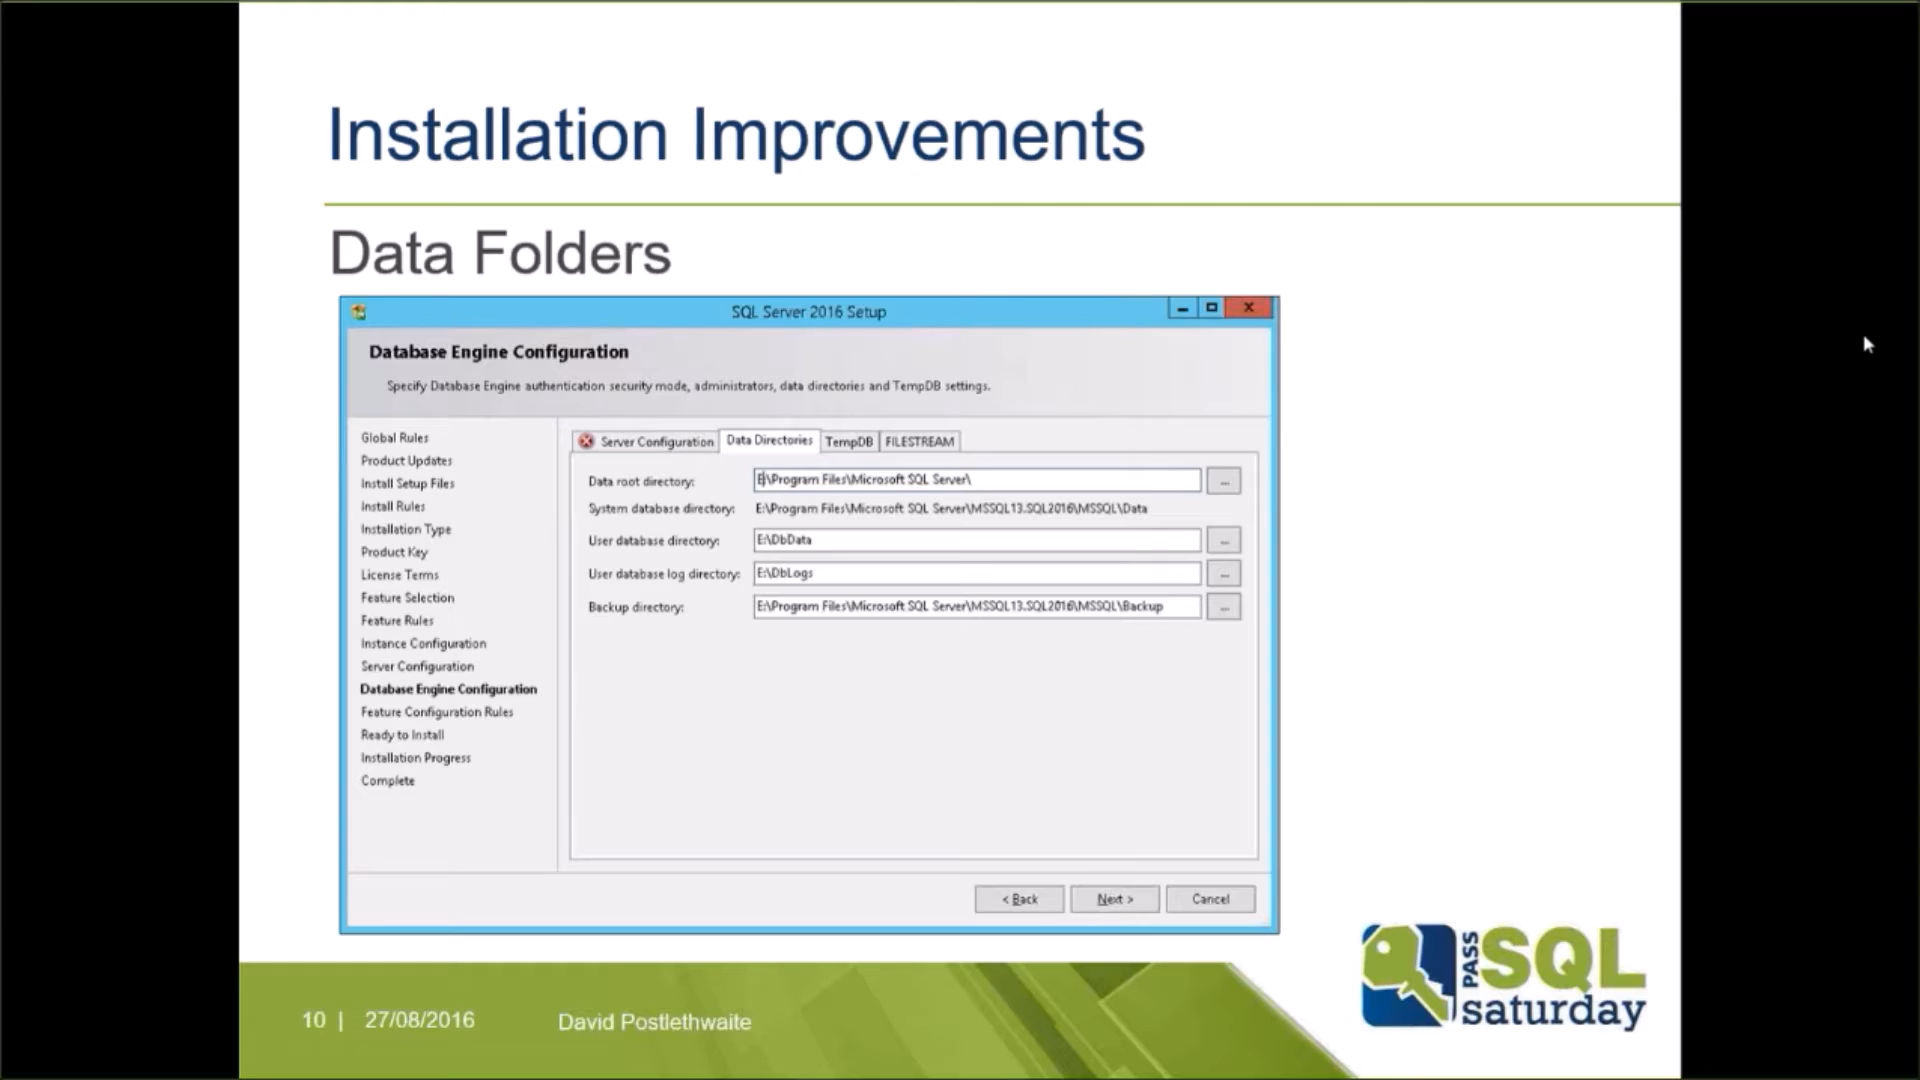 Installation Improvements
Data Folders
SQL Server 2016 Setup
Database Engine Configuration
Specify Database Engine authentication security mode, administrators, data directories and TempDB settings.
Global Rules
Product Updates
Install Setup Files
Install Rules
Installation Type
Product Key
License Terms
Feature Selection
Feature Rules
Instance Configuration
Server Configuration
Database Engine Configuration
Feature Configuration Rules
Ready to Install
Installation Progress
Complete
Server Configuration Data Directories TempDB FILESTREAM
Data root directory: E:\Program Files\Microsoft SQL Server\ ...
System database directory: E:\Program Files\Microsoft SQL Server\MSSQL13.SQL2016\MSSQL\Data
User database directory: E:\DbData ...
User database log directory: E:\DbLogs ...
Backup directory: E:\Program Files\Microsoft SQL Server\MSSQL13.SQL2016\MSSQL\Backup ...
< Back Next > Cancel
10 | 27/08/2016 David Postlethwaite
PASS SQL
saturday